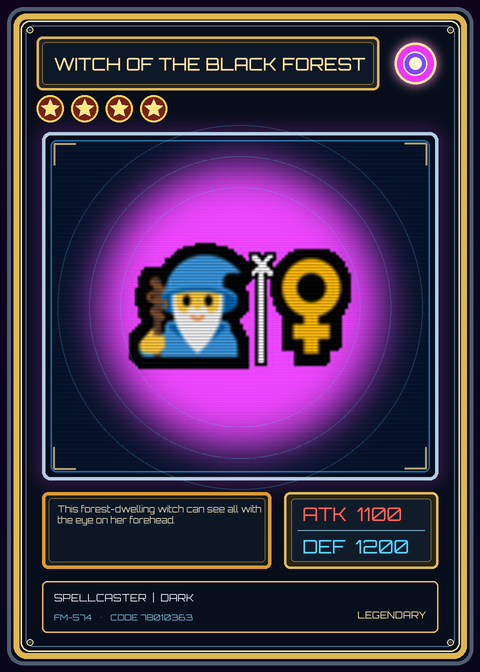 WITCH OF THE BLACK FOREST
This forest-dwelling witch can see all with
the eye on her forehead.
ATK 1100
DEF 1200
SPELLCASTER | DARK
FM-574 · CODE 78010363
LEGENDARY